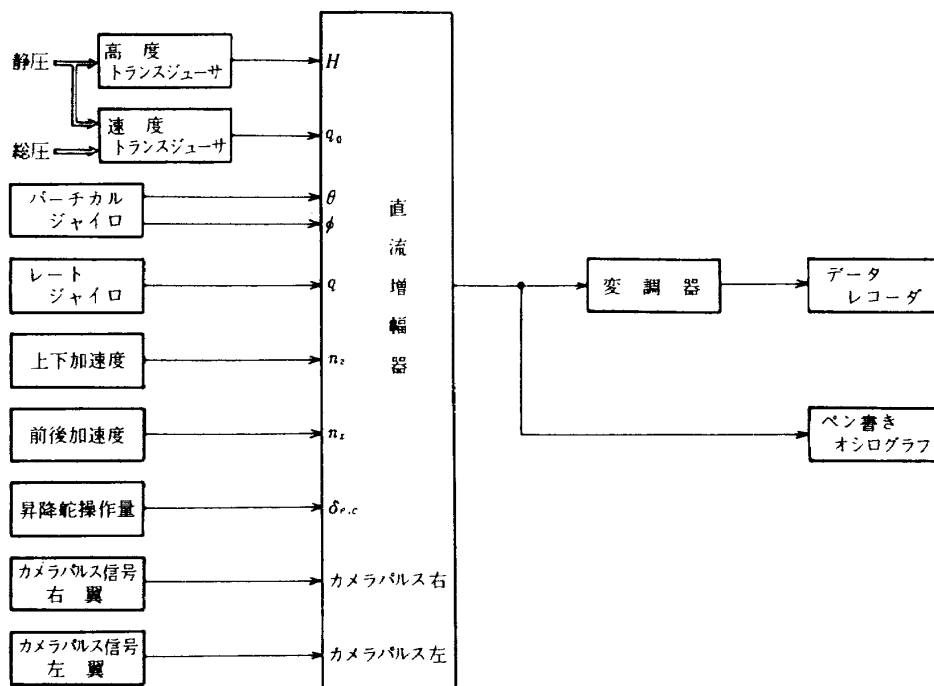 静圧
高度
トランスジューサ
H
速度
トランスジューサ
q₀
総圧
バーチカル
ジャイロ
θ
φ
レート
ジャイロ
q
上下加速度
n_z
前後加速度
n_x
昇降舵操作量
δ_e.c
カメラパルス信号
右翼
カメラパルス右
カメラパルス信号
左翼
カメラパルス左
直流増幅器
変調器
データ
レコーダ
ペン書き
オシログラフ